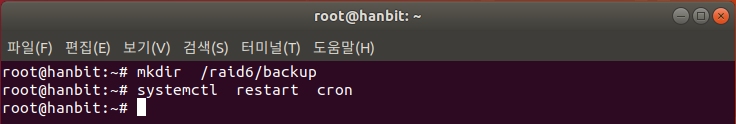 root@hanbit: ~
파일(F) 편집(E) 보기(V) 검색(S) 터미널(T) 도움말(H)
root@hanbit:~# mkdir  /raid6/backup
root@hanbit:~# systemctl  restart  cron
root@hanbit:~#